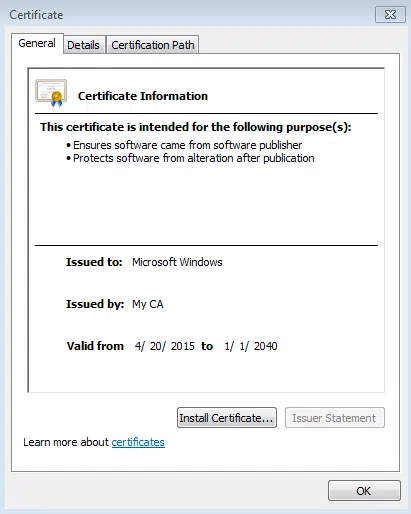 Certificate
General Details Certification Path
Certificate Information
This certificate is intended for the following purpose(s):
• Ensures software came from software publisher
• Protects software from alteration after publication
Issued to: Microsoft Windows
Issued by: My CA
Valid from 4/ 20/ 2015 to 1/ 1/ 2040
Install Certificate... Issuer Statement
Learn more about certificates
OK